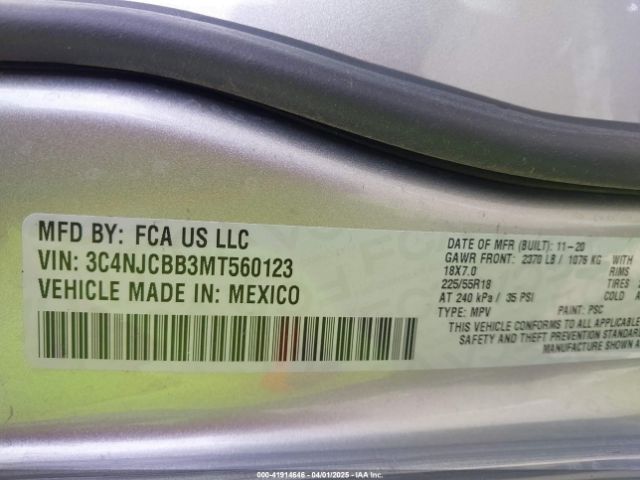 MFD BY: FCA US LLC
VIN: 3C4NJCBB3MT560123
VEHICLE MADE IN: MEXICO
DATE OF MFR (BUILT): 11-20
GAWR FRONT: 2370 LB / 1076 KG WITH
18X7.0 RIMS
225/55R18 TIRES
AT 240 kPa / 35 PSI COLD
TYPE: MPV PAINT: PSC
THIS VEHICLE CONFORMS TO ALL APPLICABLE
SAFETY AND THEFT PREVENTION STANDARD
MANUFACTURE SHOWN A
000-41914646 04/01/2025 - IAA Inc.